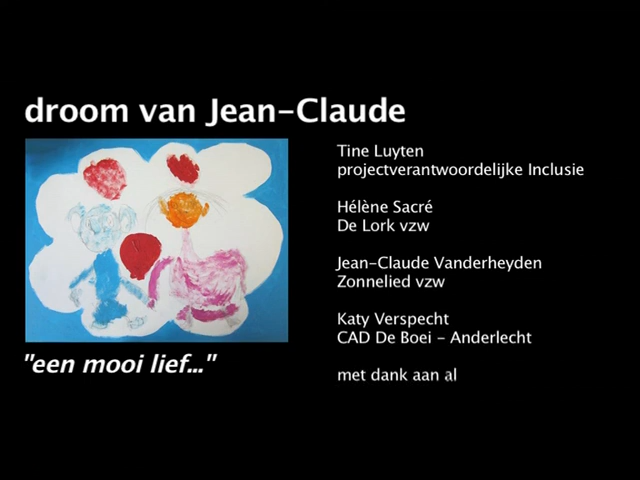 droom van Jean-Claude
"een mooi lief..."
Tine Luyten
projectverantwoordelijke Inclusie
Hélène Sacré
De Lork vzw
Jean-Claude Vanderheyden
Zonnelied vzw
Katy Verspecht
CAD De Boei - Anderlecht
met dank aan al